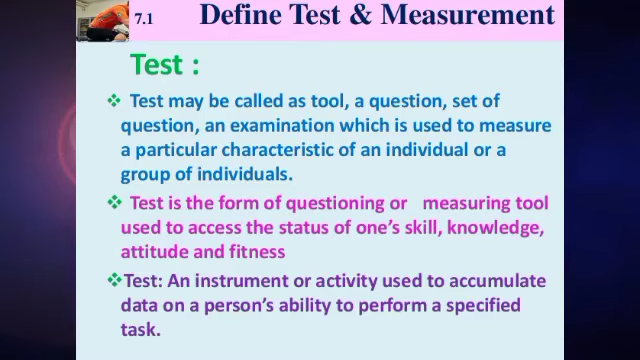 7.1 Define Test & Measurement
Test :
❖ Test may be called as tool, a question, set of
question, an examination which is used to measure
a particular characteristic of an individual or a
group of individuals.
❖ Test is the form of questioning or measuring tool
used to access the status of one's skill, knowledge,
attitude and fitness
❖Test: An instrument or activity used to accumulate
data on a person's ability to perform a specified
task.